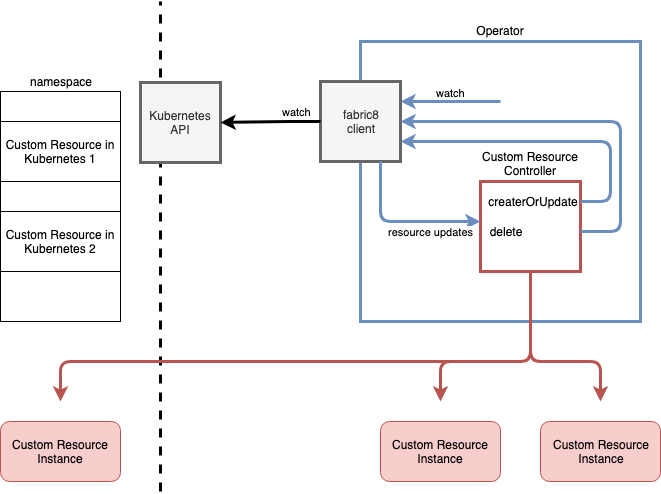 Operator
namespace
watch
watch
Kubernetes
API
fabric8
client
Custom Resource in
Kubernetes 1
Custom Resource
Controller
createrOrUpdate
resource updates
delete
Custom Resource in
Kubernetes 2
Custom Resource
Instance
Custom Resource
Instance
Custom Resource
Instance